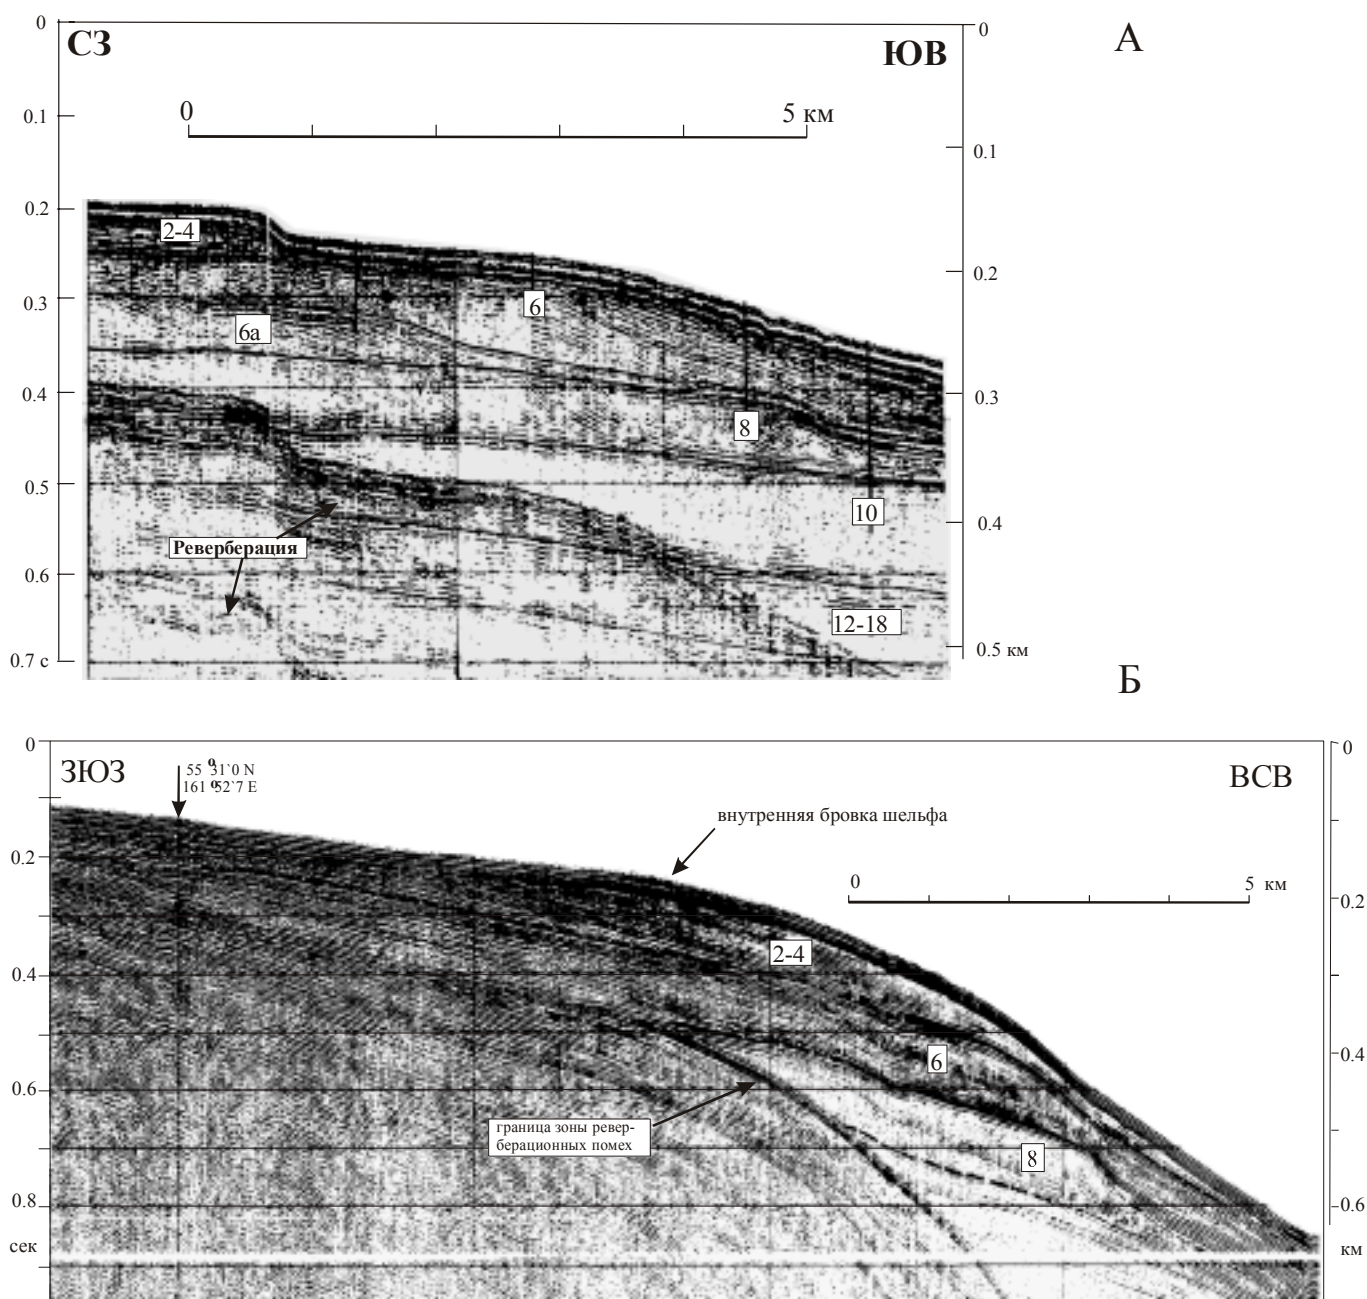 А
СЗ
ЮВ
0
0.1
0.2
0.3
0.4
0.5
0.6
0.7 с
0
5 км
0
0.1
0.2
0.3
0.4
0.5 км
2-4
6
6а
8
10
12-18
Реверберация
Б
ЗЮЗ
ВСВ
55 º31`0 N
161 º52`7 E
внутренняя бровка шельфа
0
5 км
0
0.2
0.4
0.6
0.8
сек
0
0.2
0.4
0.6
км
2-4
6
8
граница зоны ревер-
берационных помех